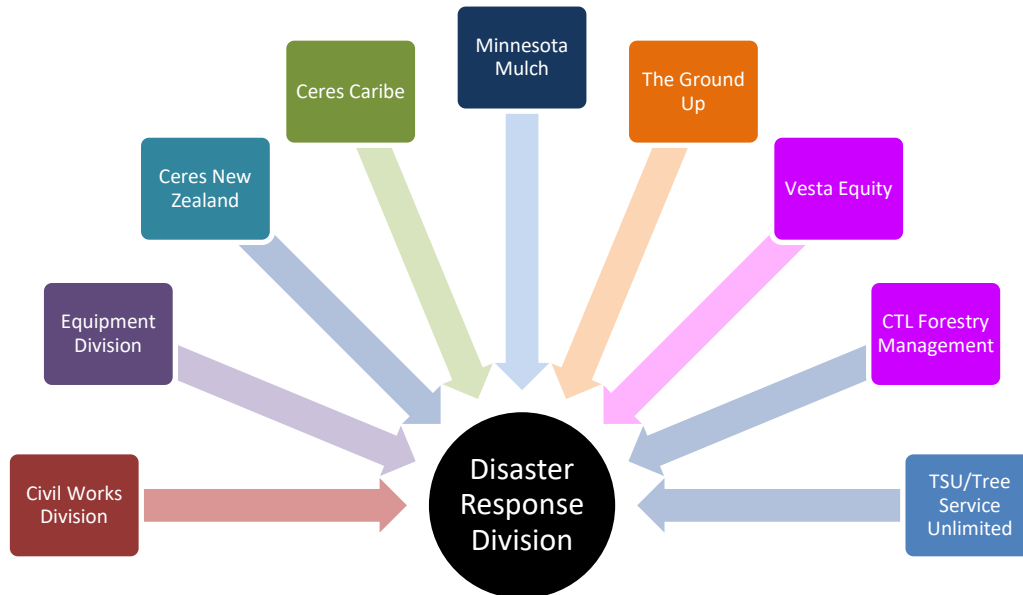 Minnesota
Mulch
Ceres Caribe
The Ground
Up
Ceres New
Zealand
Vesta Equity
Equipment
Division
CTL Forestry
Management
Civil Works
Division
Disaster
Response
Division
TSU/Tree
Service
Unlimited